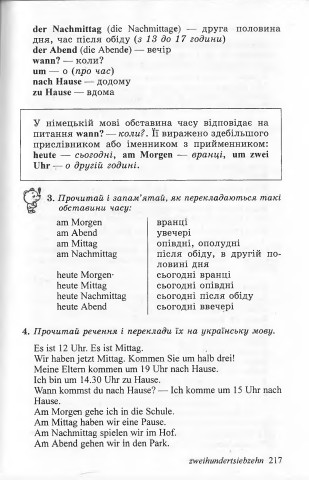 der Nachmittag (die Nachmittage) — друга половина
дня, час після обіду (з 13 до 17 години)
der Abend (die Abende) — вечір
wann? — коли?
um — о (про час)
nach Hause — додому
zu Hause — вдома
У німецькій мові обставина часу відповідає на
питання wann? — коли?. Її виражено здебільшого
прислівником або іменником з прийменником:
heute — сьогодні, am Morgen — вранці, um zwei
Uhr — о другій годині.
3. Прочитай і запам'ятай, як перекладаються такі
обставини часу:
am Morgen вранці
am Abend увечері
am Mittag опівдні, ополудні
am Nachmittag після обіду, в другій по-
ловині дня
heute Morgen сьогодні вранці
heute Mittag сьогодні опівдні
heute Nachmittag сьогодні після обіду
heute Abend сьогодні ввечері
4. Прочитай речення і переклади їх на українську мову.
Es ist 12 Uhr. Es ist Mittag.
Wir haben jetzt Mittag. Kommen Sie um halb drei!
Meine Eltern kommen um 19 Uhr nach Hause.
Ich bin um 14.30 Uhr zu Hause.
Wann kommst du nach Hause? — Ich komme um 15 Uhr nach
Hause.
Am Morgen gehe ich in die Schule.
Am Mittag haben wir eine Pause.
Am Nachmittag spielen wir im Hof.
Am Abend gehen wir in den Park.
zweihundertsiebzehn 217